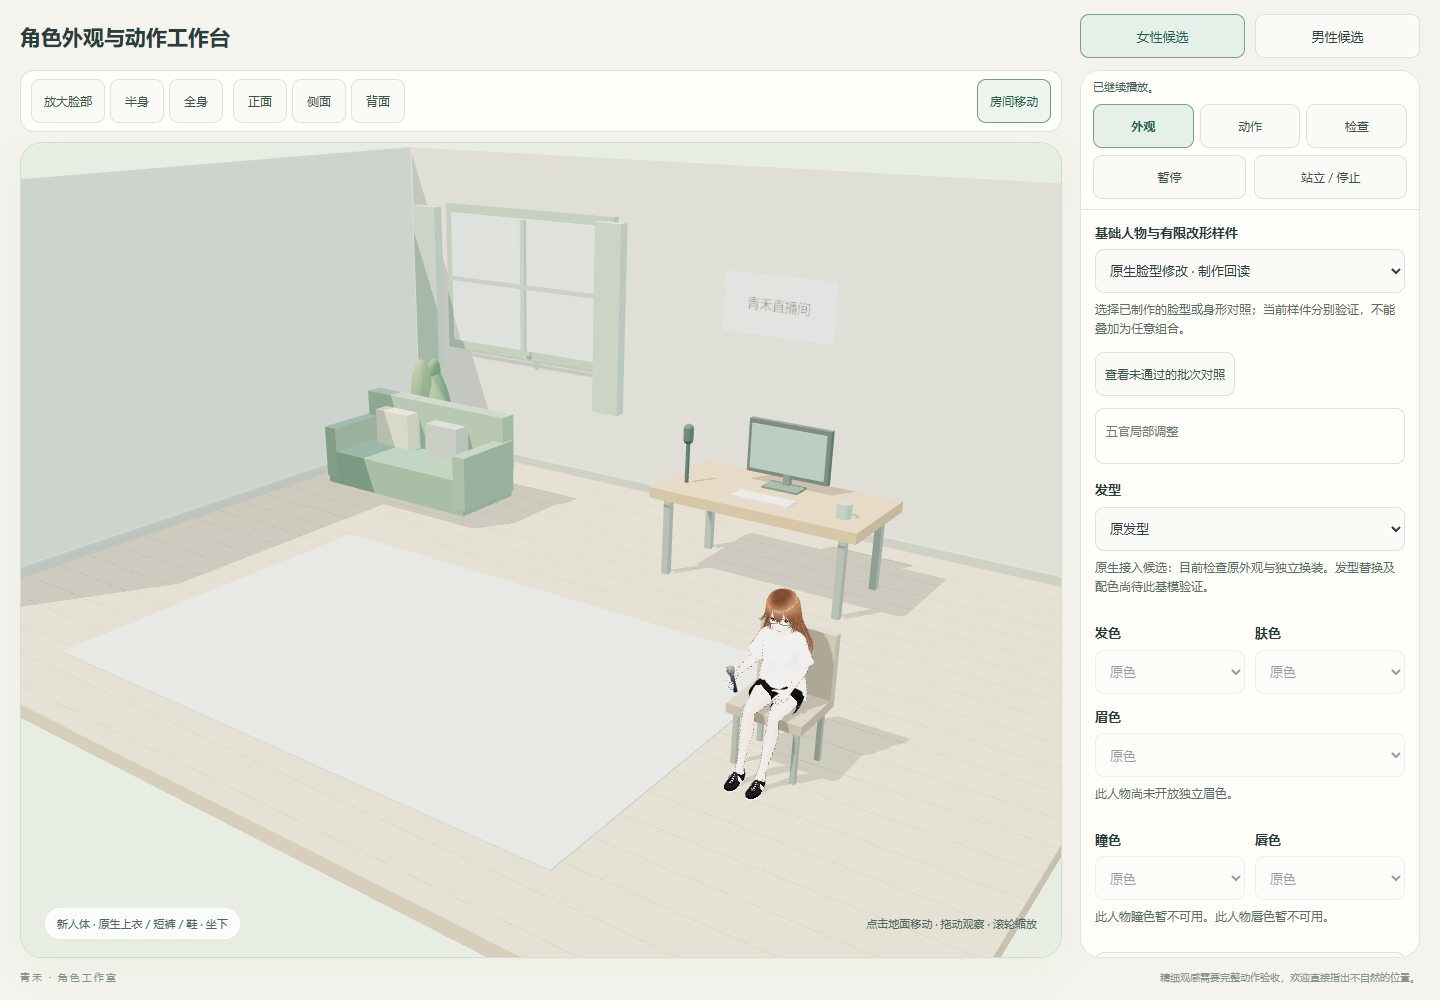 角色外观与动作工作台
女性候选
男性候选
放大脸部
半身
全身
正面
侧面
背面
房间移动
已继续播放。
外观
动作
检查
暂停
站立 / 停止
青禾直播间
基础人物与有限改形样件
原生脸型修改 · 制作回读
选择已制作的脸型或身形对照；当前样件分别验证，不能
叠加为任意组合。
查看未通过的批次对照
五官局部调整
发型
原发型
原生接入候选：目前检查原外观与独立换装。发型替换及
配色尚待此基模验证。
发色
肤色
原色
原色
眉色
原色
此人物尚未开放独立眉色。
瞳色
唇色
原色
原色
此人物瞳色暂不可用。此人物唇色暂不可用。
新人体 · 原生上衣 / 短裤 / 鞋 · 坐下
点击地面移动 · 拖动观察 · 滚轮缩放
青禾 · 角色工作室
精细观感需要完整动作验收，欢迎直接指出不自然的位置。